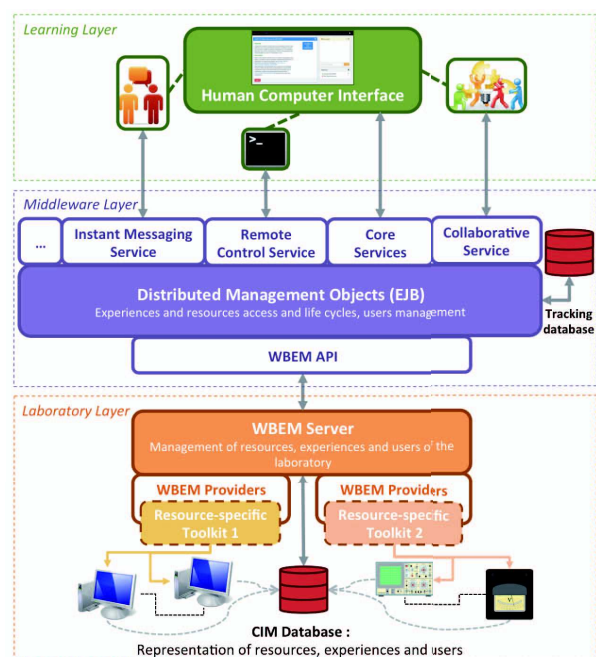 Learning Layer
Human Computer Interface
>_
Middleware Layer
...
Instant Messaging
Service
Remote
Control Service
Core
Services
Collaborative
Service
Distributed Management Objects (EJB)
Experiences and resources access and life cycles, users management
Tracking
database
WBEM API
Laboratory Layer
WBEM Server
Management of resources, experiences and users of the
laboratory
WBEM Providers
WBEM Providers
Resource-specific
Toolkit 1
Resource-specific
Toolkit 2
CIM Database :
Representation of resources, experiences and users